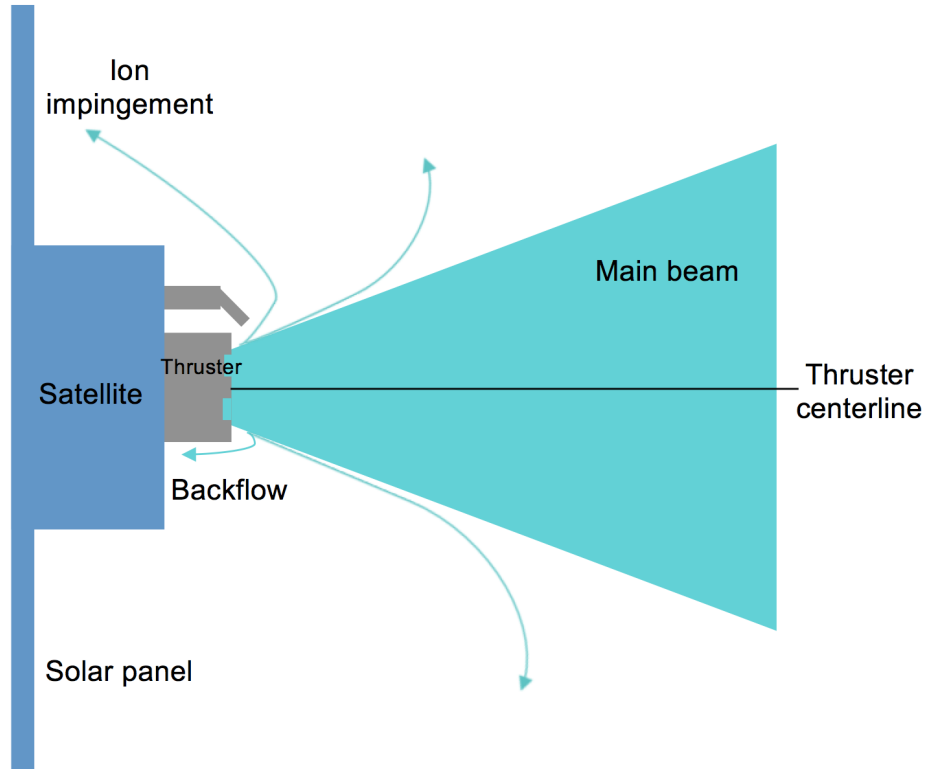 Ion
impingement
Main beam
Thruster
Satellite
Thruster
centerline
Backflow
Solar panel